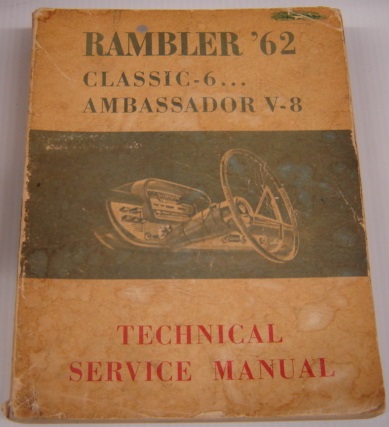 RAMBLER '62
CLASSIC-6...
AMBASSADOR V-8
TECHNICAL
SERVICE MANUAL